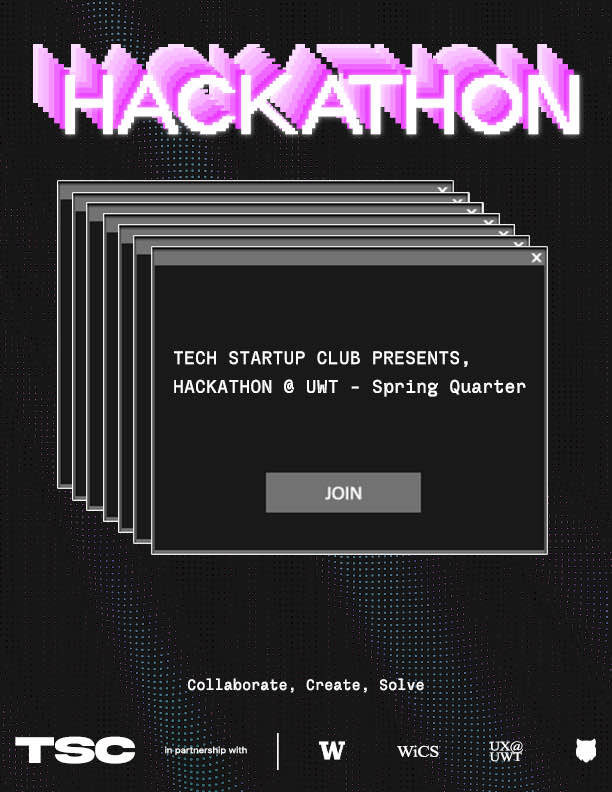 HACKATHON
TECH STARTUP CLUB PRESENTS,
HACKATHON @ UWT - Spring Quarter
JOIN
Collaborate, Create, Solve
TSC
in partnership with
W
WiCS
UX@
UWT